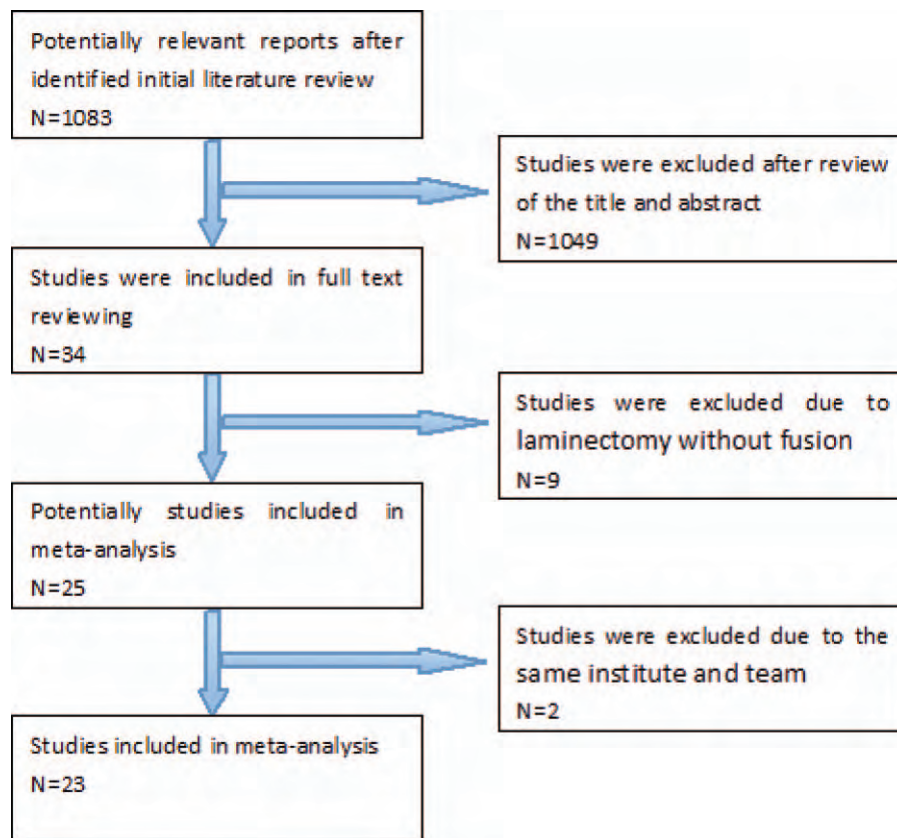 Potentially relevant reports after
identified initial literature review
N=1083
Studies were excluded after review
of the title and abstract
N=1049
Studies were included in full text
reviewing
N=34
Studies were excluded due to
laminectomy without fusion
N=9
Potentially studies included in
meta-analysis
N=25
Studies were excluded due to the
same institute and team
N=2
Studies included in meta-analysis
N=23